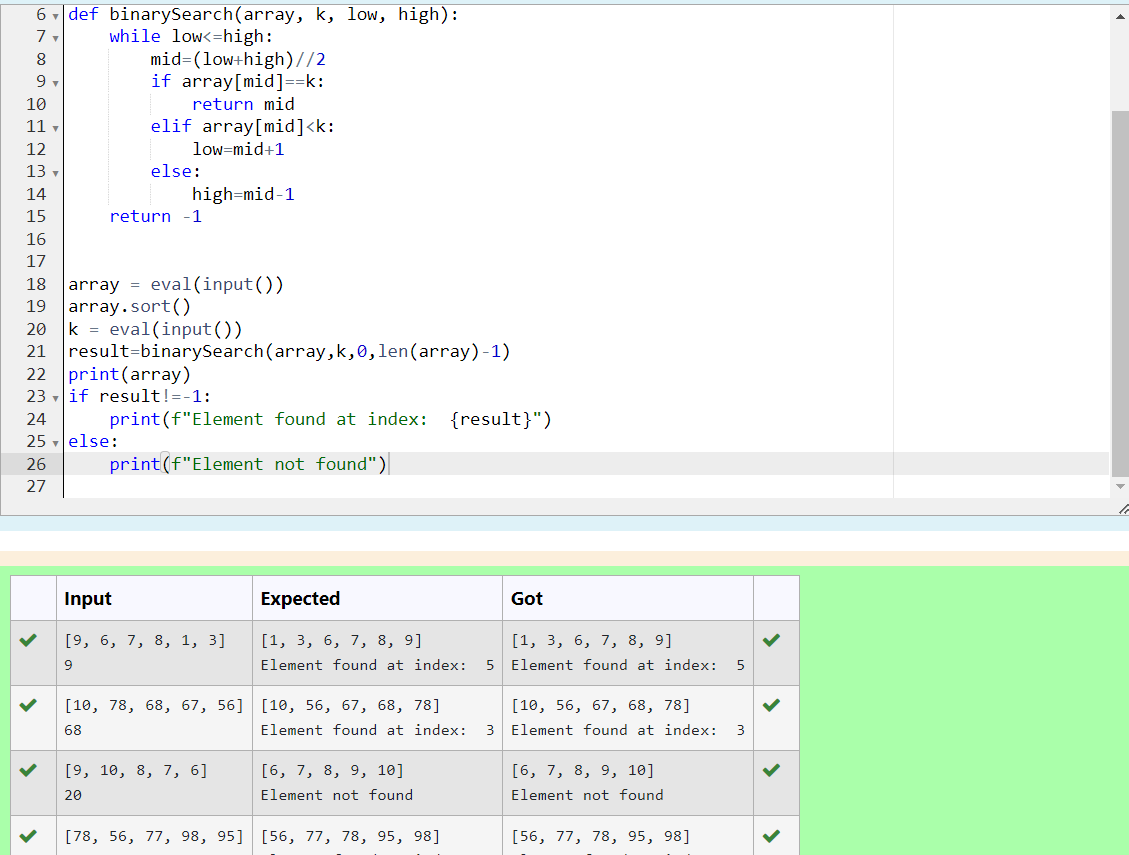 6 def binarySearch(array, k, low, high):
7     while low<=high:
8         mid=(low+high)//2
9         if array[mid]==k:
10             return mid
11         elif array[mid]<k:
12             low=mid+1
13         else:
14             high=mid-1
15     return -1
16
17
18 array = eval(input())
19 array.sort()
20 k = eval(input())
21 result=binarySearch(array,k,0,len(array)-1)
22 print(array)
23 if result!=-1:
24     print(f"Element found at index:  {result}")
25 else:
26     print(f"Element not found")
27
Input Expected Got
[9, 6, 7, 8, 1, 3] [1, 3, 6, 7, 8, 9] [1, 3, 6, 7, 8, 9]
9 Element found at index:  5 Element found at index:  5
[10, 78, 68, 67, 56] [10, 56, 67, 68, 78] [10, 56, 67, 68, 78]
68 Element found at index:  3 Element found at index:  3
[9, 10, 8, 7, 6] [6, 7, 8, 9, 10] [6, 7, 8, 9, 10]
20 Element not found Element not found
[78, 56, 77, 98, 95] [56, 77, 78, 95, 98] [56, 77, 78, 95, 98]